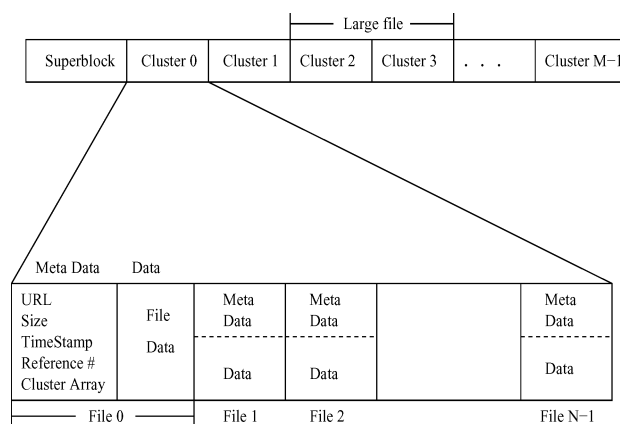 Large file
Superblock Cluster 0 Cluster 1 Cluster 2 Cluster 3 . . . Cluster M−1
Meta Data Data
URL
Size
TimeStamp
Reference #
Cluster Array
File
Data
Meta
Data
Data
Meta
Data
Data
Meta
Data
Data
File 0 File 1 File 2 File N−1